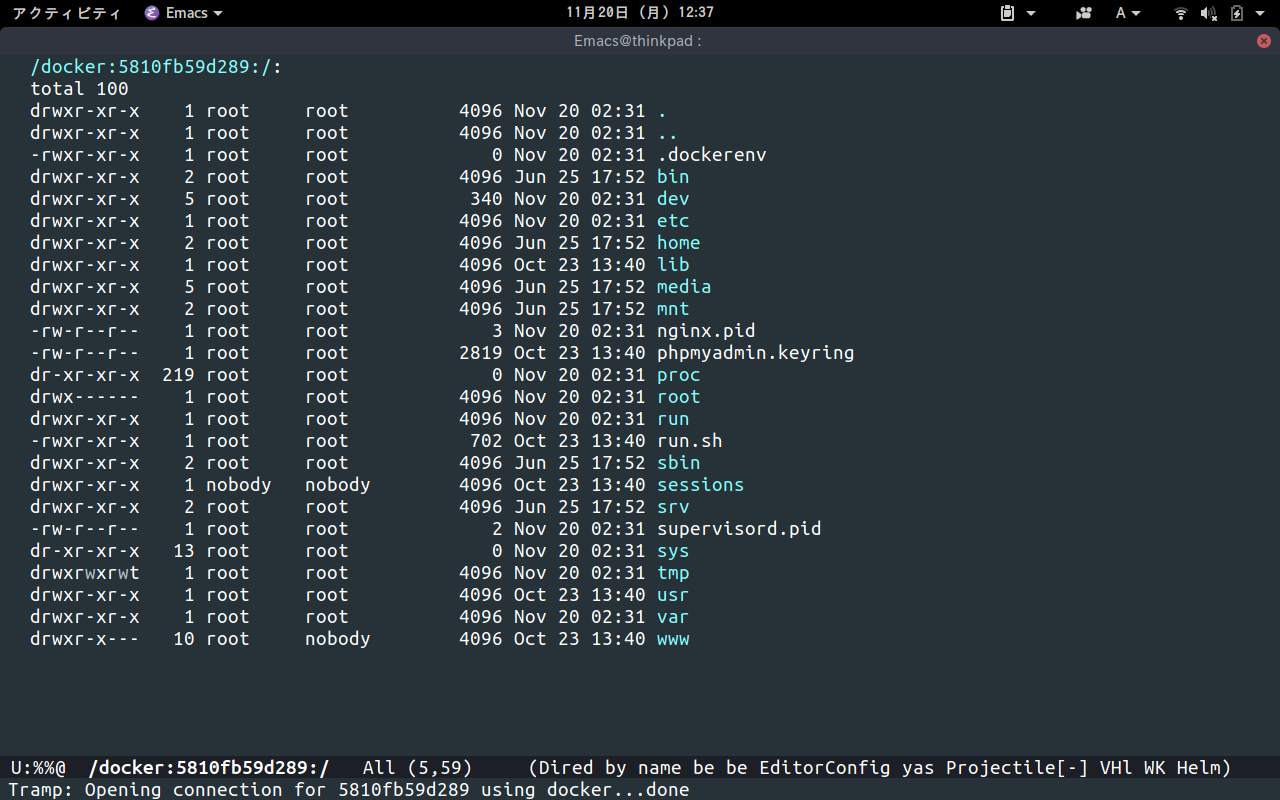 アクティビティ Emacs 11月20日 (月) 12:37 A
Emacs@thinkpad :
/docker:5810fb59d289:/:
total 100
drwxr-xr-x 1 root root 4096 Nov 20 02:31 .
drwxr-xr-x 1 root root 4096 Nov 20 02:31 ..
-rwxr-xr-x 1 root root 0 Nov 20 02:31 .dockerenv
drwxr-xr-x 2 root root 4096 Jun 25 17:52 bin
drwxr-xr-x 5 root root 340 Nov 20 02:31 dev
drwxr-xr-x 1 root root 4096 Nov 20 02:31 etc
drwxr-xr-x 2 root root 4096 Jun 25 17:52 home
drwxr-xr-x 1 root root 4096 Oct 23 13:40 lib
drwxr-xr-x 5 root root 4096 Jun 25 17:52 media
drwxr-xr-x 2 root root 4096 Jun 25 17:52 mnt
-rw-r--r-- 1 root root 3 Nov 20 02:31 nginx.pid
-rw-r--r-- 1 root root 2819 Oct 23 13:40 phpmyadmin.keyring
dr-xr-xr-x 219 root root 0 Nov 20 02:31 proc
drwx------ 1 root root 4096 Nov 20 02:31 root
drwxr-xr-x 1 root root 4096 Nov 20 02:31 run
-rwxr-xr-x 1 root root 702 Oct 23 13:40 run.sh
drwxr-xr-x 2 root root 4096 Jun 25 17:52 sbin
drwxr-xr-x 1 nobody nobody 4096 Oct 23 13:40 sessions
drwxr-xr-x 2 root root 4096 Jun 25 17:52 srv
-rw-r--r-- 1 root root 2 Nov 20 02:31 supervisord.pid
dr-xr-xr-x 13 root root 0 Nov 20 02:31 sys
drwxrwxrwt 1 root root 4096 Nov 20 02:31 tmp
drwxr-xr-x 1 root root 4096 Oct 23 13:40 usr
drwxr-xr-x 1 root root 4096 Nov 20 02:31 var
drwxr-x--- 10 root nobody 4096 Oct 23 13:40 www
U:%%@ /docker:5810fb59d289:/ All (5,59) (Dired by name be be EditorConfig yas Projectile[-] VHl WK Helm)
Tramp: Opening connection for 5810fb59d289 using docker...done